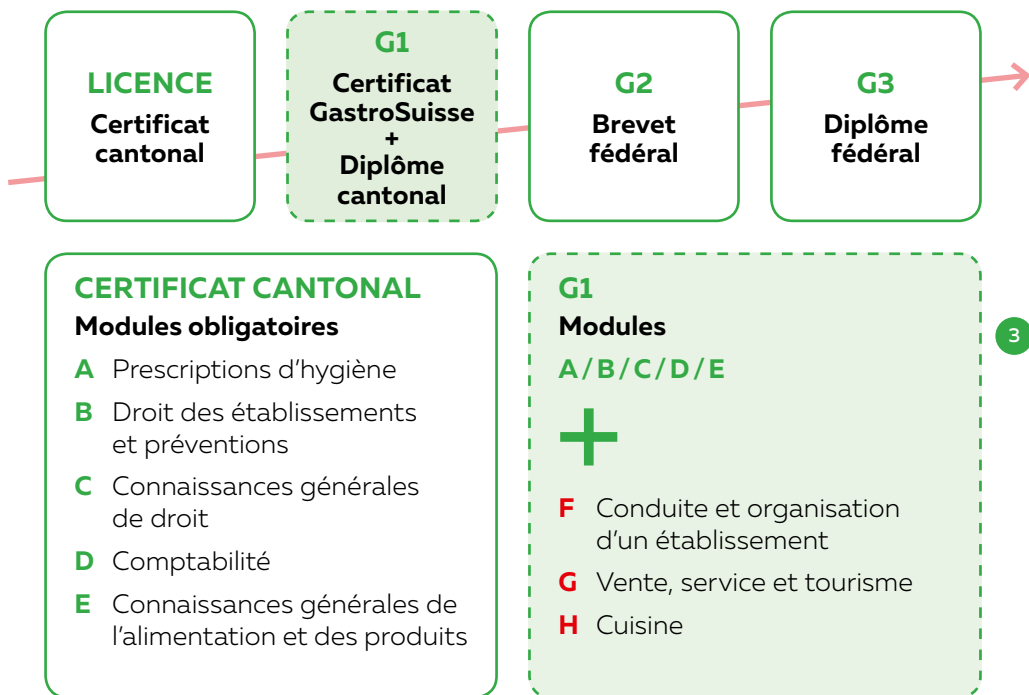 LICENCE
Certificat
cantonal
G1
Certificat
GastroSuisse
+
Diplôme
cantonal
G2
Brevet
fédéral
G3
Diplôme
fédéral
CERTIFICAT CANTONAL
Modules obligatoires
A Prescriptions d’hygiène
B Droit des établissements
et préventions
C Connaissances générales
de droit
D Comptabilité
E Connaissances générales de
l’alimentation et des produits
G1
Modules
A / B / C / D / E
+
F Conduite et organisation
d’un établissement
G Vente, service et tourisme
H Cuisine
3